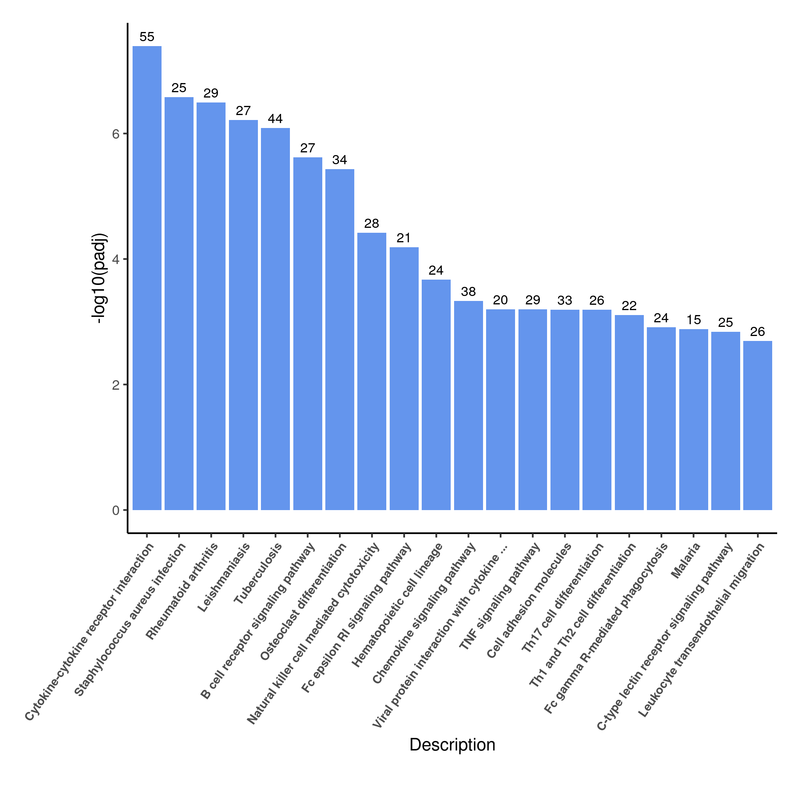 55
25
29
27
44
27
34
28
21
24
38
20
29
33
26
22
24
15
25
26
6
4
2
0
-log10(padj)
Cytokine-cytokine receptor interaction
Staphylococcus aureus infection
Rheumatoid arthritis
Leishmaniasis
Tuberculosis
B cell receptor signaling pathway
Osteoclast differentiation
Natural killer cell mediated cytotoxicity
Fc epsilon RI signaling pathway
Hematopoietic cell lineage
Chemokine signaling pathway
Viral protein interaction with cytokine ...
TNF signaling pathway
Cell adhesion molecules
Th17 cell differentiation
Th1 and Th2 cell differentiation
Fc gamma R-mediated phagocytosis
Malaria
C-type lectin receptor signaling pathway
Leukocyte transendothelial migration
Description